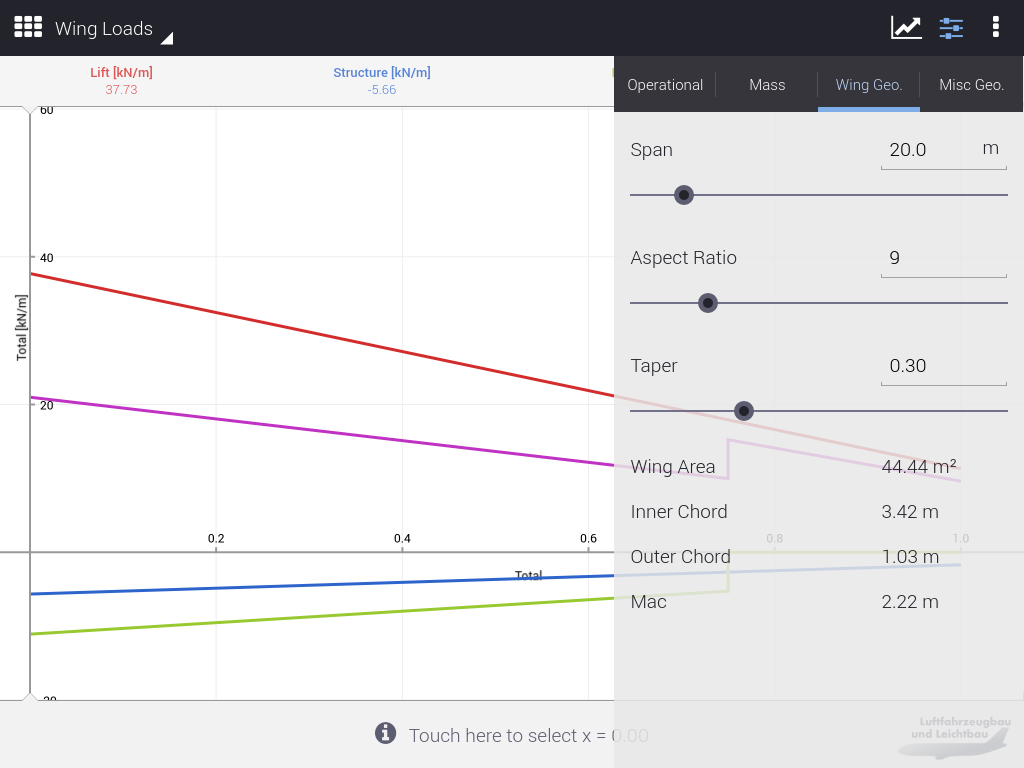 Wing Loads
Lift [kN/m]
37.73
Structure [kN/m]
-5.66
Operational
Mass
Wing Geo.
Misc Geo.
Span
20.0
m
Aspect Ratio
9
Taper
0.30
Wing Area
44.44 m²
Inner Chord
3.42 m
Outer Chord
1.03 m
Mac
2.22 m
60
40
20
-20
Total [kN/m]
0.2
0.4
0.6
0.8
1.0
Total
Touch here to select x = 0.00
Luftfahrzeugbau
und Leichtbau